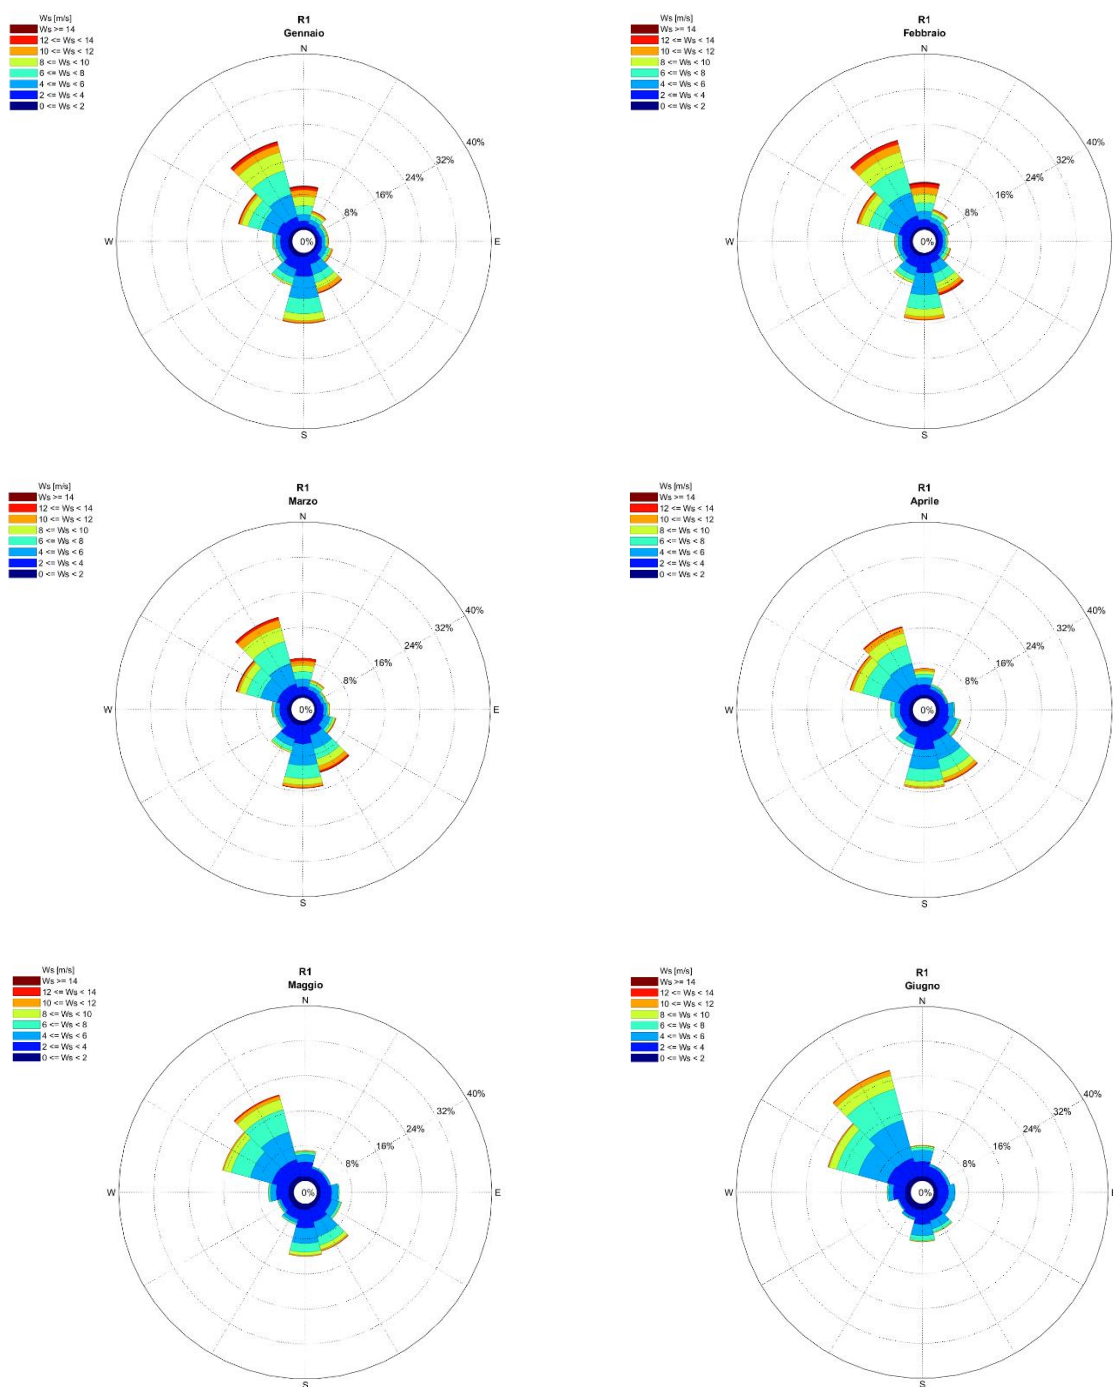 Ws [m/s]
Ws >= 14
12 <= Ws < 14
10 <= Ws < 12
8 <= Ws < 10
6 <= Ws < 8
4 <= Ws < 6
2 <= Ws < 4
0 <= Ws < 2
R1
Gennaio
N
40%
32%
24%
16%
8%
0%
W
E
S
Ws [m/s]
Ws >= 14
12 <= Ws < 14
10 <= Ws < 12
8 <= Ws < 10
6 <= Ws < 8
4 <= Ws < 6
2 <= Ws < 4
0 <= Ws < 2
R1
Febbraio
N
40%
32%
24%
16%
8%
0%
W
S
Ws [m/s]
Ws >= 14
12 <= Ws < 14
10 <= Ws < 12
8 <= Ws < 10
6 <= Ws < 8
4 <= Ws < 6
2 <= Ws < 4
0 <= Ws < 2
R1
Marzo
N
40%
32%
24%
16%
8%
0%
W
E
S
Ws [m/s]
Ws >= 14
12 <= Ws < 14
10 <= Ws < 12
8 <= Ws < 10
6 <= Ws < 8
4 <= Ws < 6
2 <= Ws < 4
0 <= Ws < 2
R1
Aprile
N
40%
32%
24%
16%
8%
0%
W
S
Ws [m/s]
Ws >= 14
12 <= Ws < 14
10 <= Ws < 12
8 <= Ws < 10
6 <= Ws < 8
4 <= Ws < 6
2 <= Ws < 4
0 <= Ws < 2
R1
Maggio
N
40%
32%
24%
16%
8%
0%
W
E
S
Ws [m/s]
Ws >= 14
12 <= Ws < 14
10 <= Ws < 12
8 <= Ws < 10
6 <= Ws < 8
4 <= Ws < 6
2 <= Ws < 4
0 <= Ws < 2
R1
Giugno
N
40%
32%
24%
16%
8%
0%
W
S